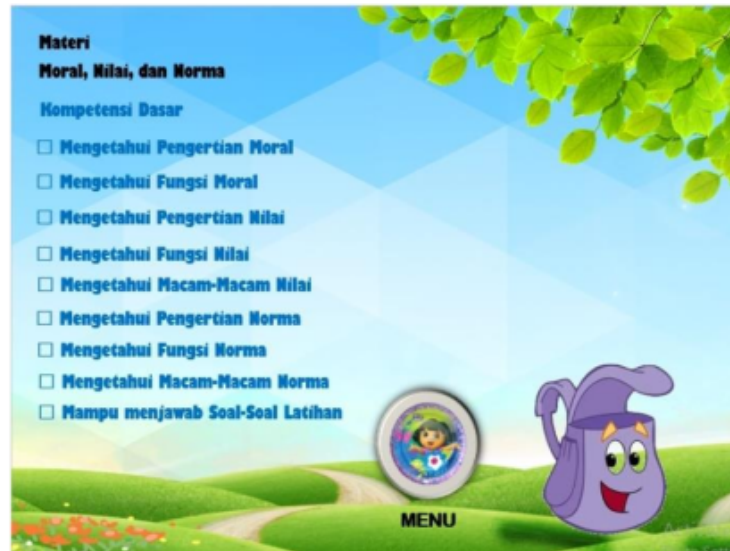 Materi
Moral, Nilai, dan Norma
Kompetensi Dasar
Mengetahui Pengertian Moral
Mengetahui Fungsi Moral
Mengetahui Pengertian Nilai
Mengetahui Fungsi Nilai
Mengetahui Macam-Macam Nilai
Mengetahui Pengertian Norma
Mengetahui Fungsi Norma
Mengetahui Macam-Macam Norma
Mampu menjawab Soal-Soal Latihan
MENU